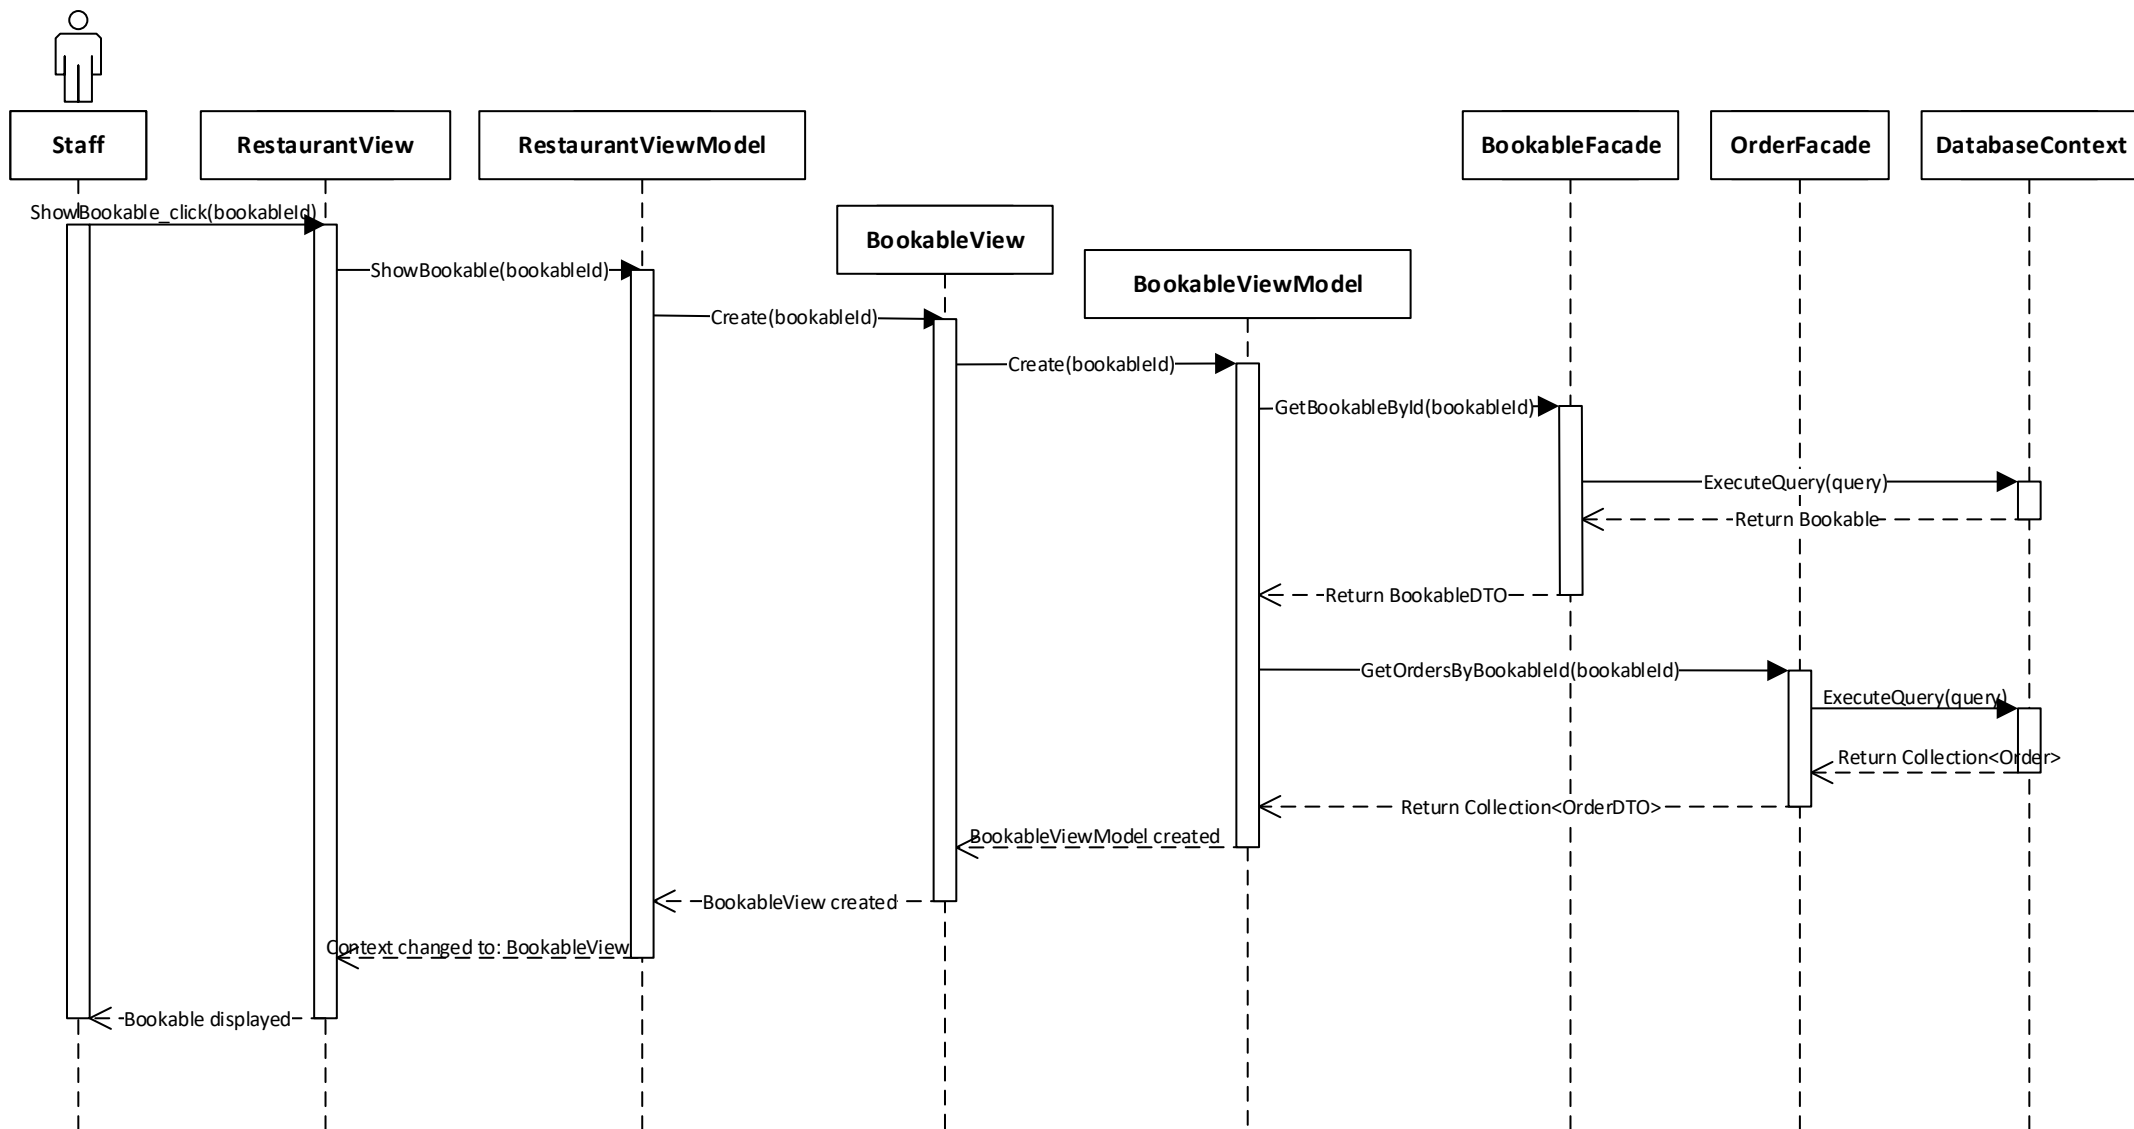 Staff
RestaurantView
RestaurantViewModel
BookableFacade
OrderFacade
DatabaseContext
ShowBookable_click(bookableId)
BookableView
ShowBookable(bookableId)
BookableViewModel
Create(bookableId)
Create(bookableId)
GetBookableById(bookableId)
ExecuteQuery(query)
Return Bookable
Return BookableDTO
GetOrdersByBookableId(bookableId)
ExecuteQuery(query)
Return Collection<Order>
Return Collection<OrderDTO>
BookableViewModel created
BookableView created
Context changed to: BookableView
Bookable displayed